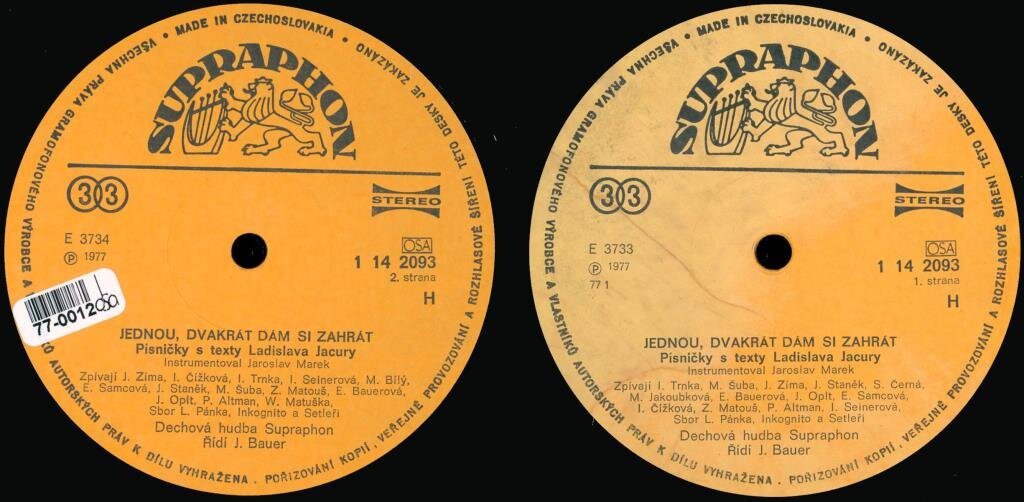 VŠECHNA PRÁVA GRAMOFONOVÉHO VÝROBCE A
AUTORSKÝCH PRÁV K DÍLU VYHRAŽENA . POŘIZOVÁNÍ KOPIÍ , VEŘEJNÉ PROVOZOVÁNÍ A ROZHLASOVÉ ŠÍŘENÍ TÉTO DESKY JE ZAKÁZÁNO • MADE IN CZECHOSLOVAKIA •
SUPRAPHON
33
STEREO
E 3734
OSA
Ⓟ 1977
1 14 2093
2. strana
H
77-0012
JEDNOU, DVAKRÁT DÁM SI ZAHRÁT
Písničky s texty Ladislava Jacury
Instrumentoval Jaroslav Marek
Zpívají J. Zíma, I. Čížková, I. Trnka, I. Seinerová, M. Bílý,
E. Samcová, J. Staněk, M. Šuba, Z. Matouš, E. Bauerová,
J. Oplt, P. Altman, W. Matuška,
Sbor L. Pánka, Inkognito a Setleři
Dechová hudba Supraphon
Řídí J. Bauer
VŠECHNA PRÁVA GRAMOFONOVÉHO VÝROBCE A VLASTNÍKŮ AUTORSKÝCH PRÁV K DÍLU VYHRAŽENA . POŘIZOVÁNÍ KOPIÍ , VEŘEJNÉ PROVOZOVÁNÍ A ROZHLASOVÉ ŠÍŘENÍ TÉTO DESKY JE ZAKÁZÁNO • MADE IN CZECHOSLOVAKIA •
SUPRAPHON
33
STEREO
E 3733
OSA
Ⓟ 1977
1 14 2093
77 1
1. strana
H
JEDNOU, DVAKRÁT DÁM SI ZAHRÁT
Písničky s texty Ladislava Jacury
Instrumentoval Jaroslav Marek
Zpívají I. Trnka, M. Šuba, J. Zíma, J. Staněk, S. Černá,
M. Jakoubková, E. Bauerová, J. Oplt, E. Samcová,
I. Čížková, Z. Matouš, P. Altman, I. Seinerová,
Sbor L. Pánka, Inkognito a Setleři
Dechová hudba Supraphon
Řídí J. Bauer